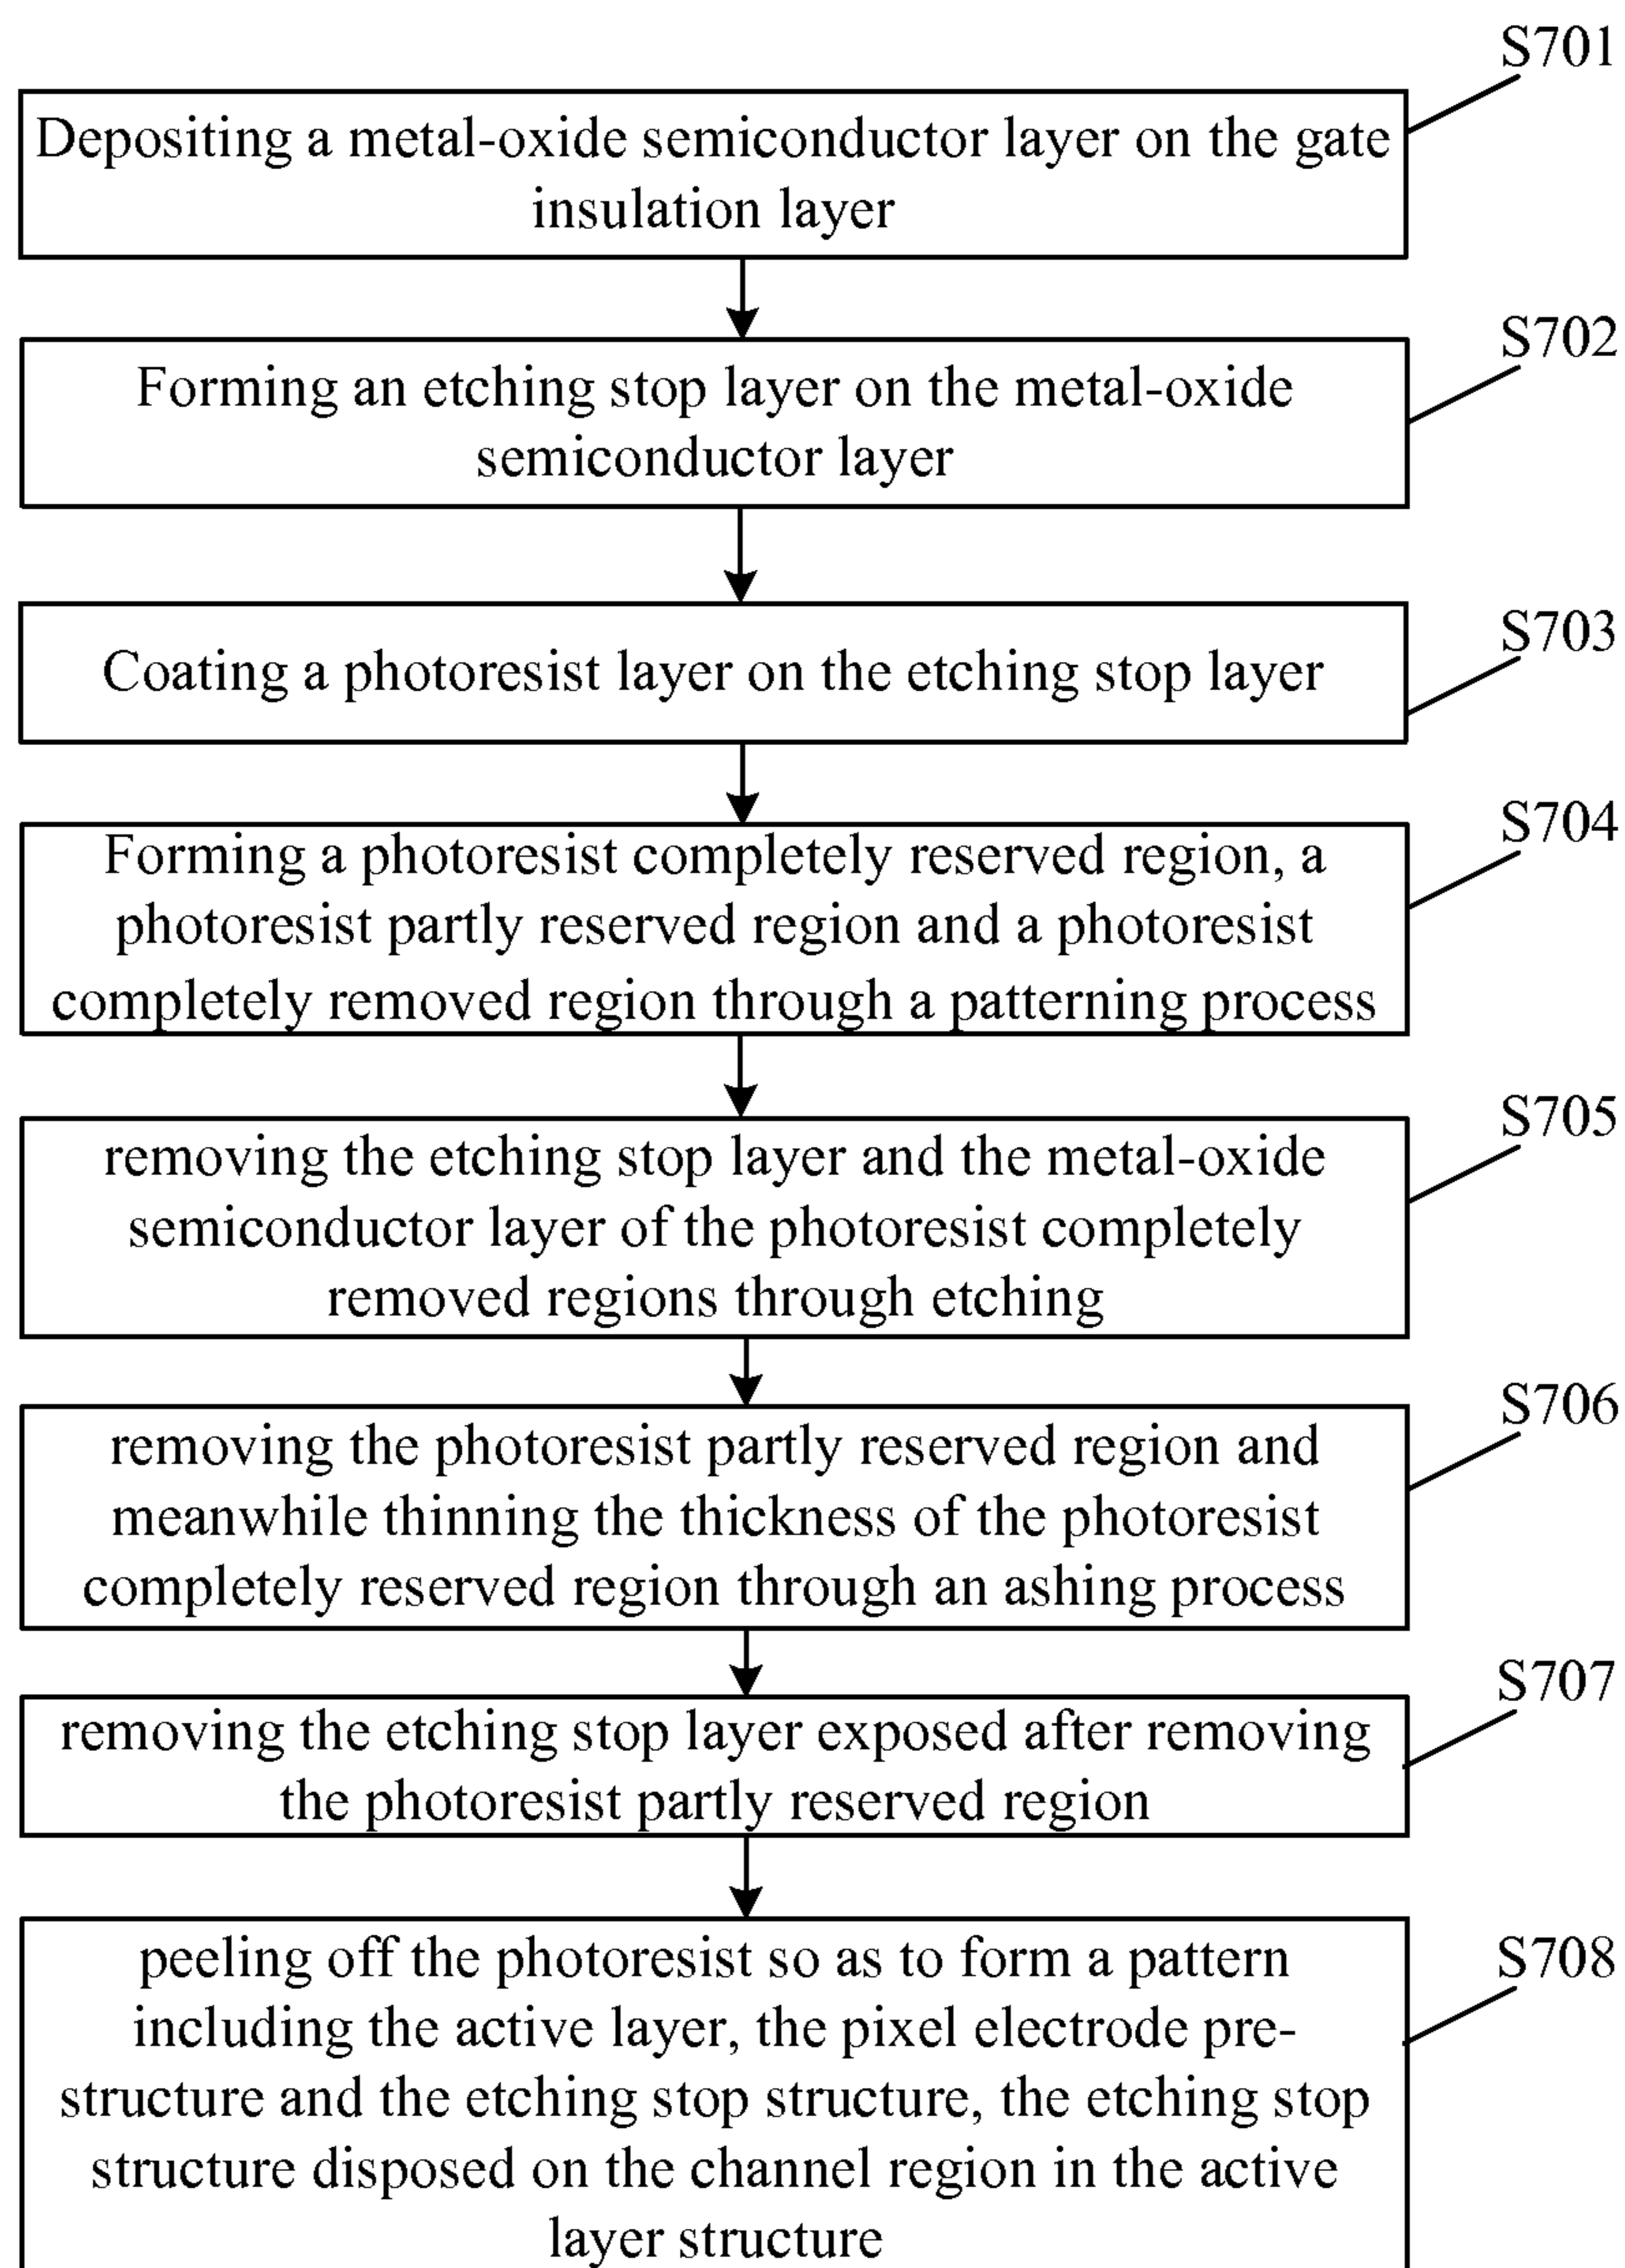 S701
Depositing a metal-oxide semiconductor layer on the gate
insulation layer
S702
Forming an etching stop layer on the metal-oxide
semiconductor layer
S703
Coating a photoresist layer on the etching stop layer
S704
Forming a photoresist completely reserved region, a
photoresist partly reserved region and a photoresist
completely removed region through a patterning process
S705
removing the etching stop layer and the metal-oxide
semiconductor layer of the photoresist completely
removed regions through etching
S706
removing the photoresist partly reserved region and
meanwhile thinning the thickness of the photoresist
completely reserved region through an ashing process
S707
removing the etching stop layer exposed after removing
the photoresist partly reserved region
S708
peeling off the photoresist so as to form a pattern
including the active layer, the pixel electrode pre-
structure and the etching stop structure, the etching stop
structure disposed on the channel region in the active
layer structure